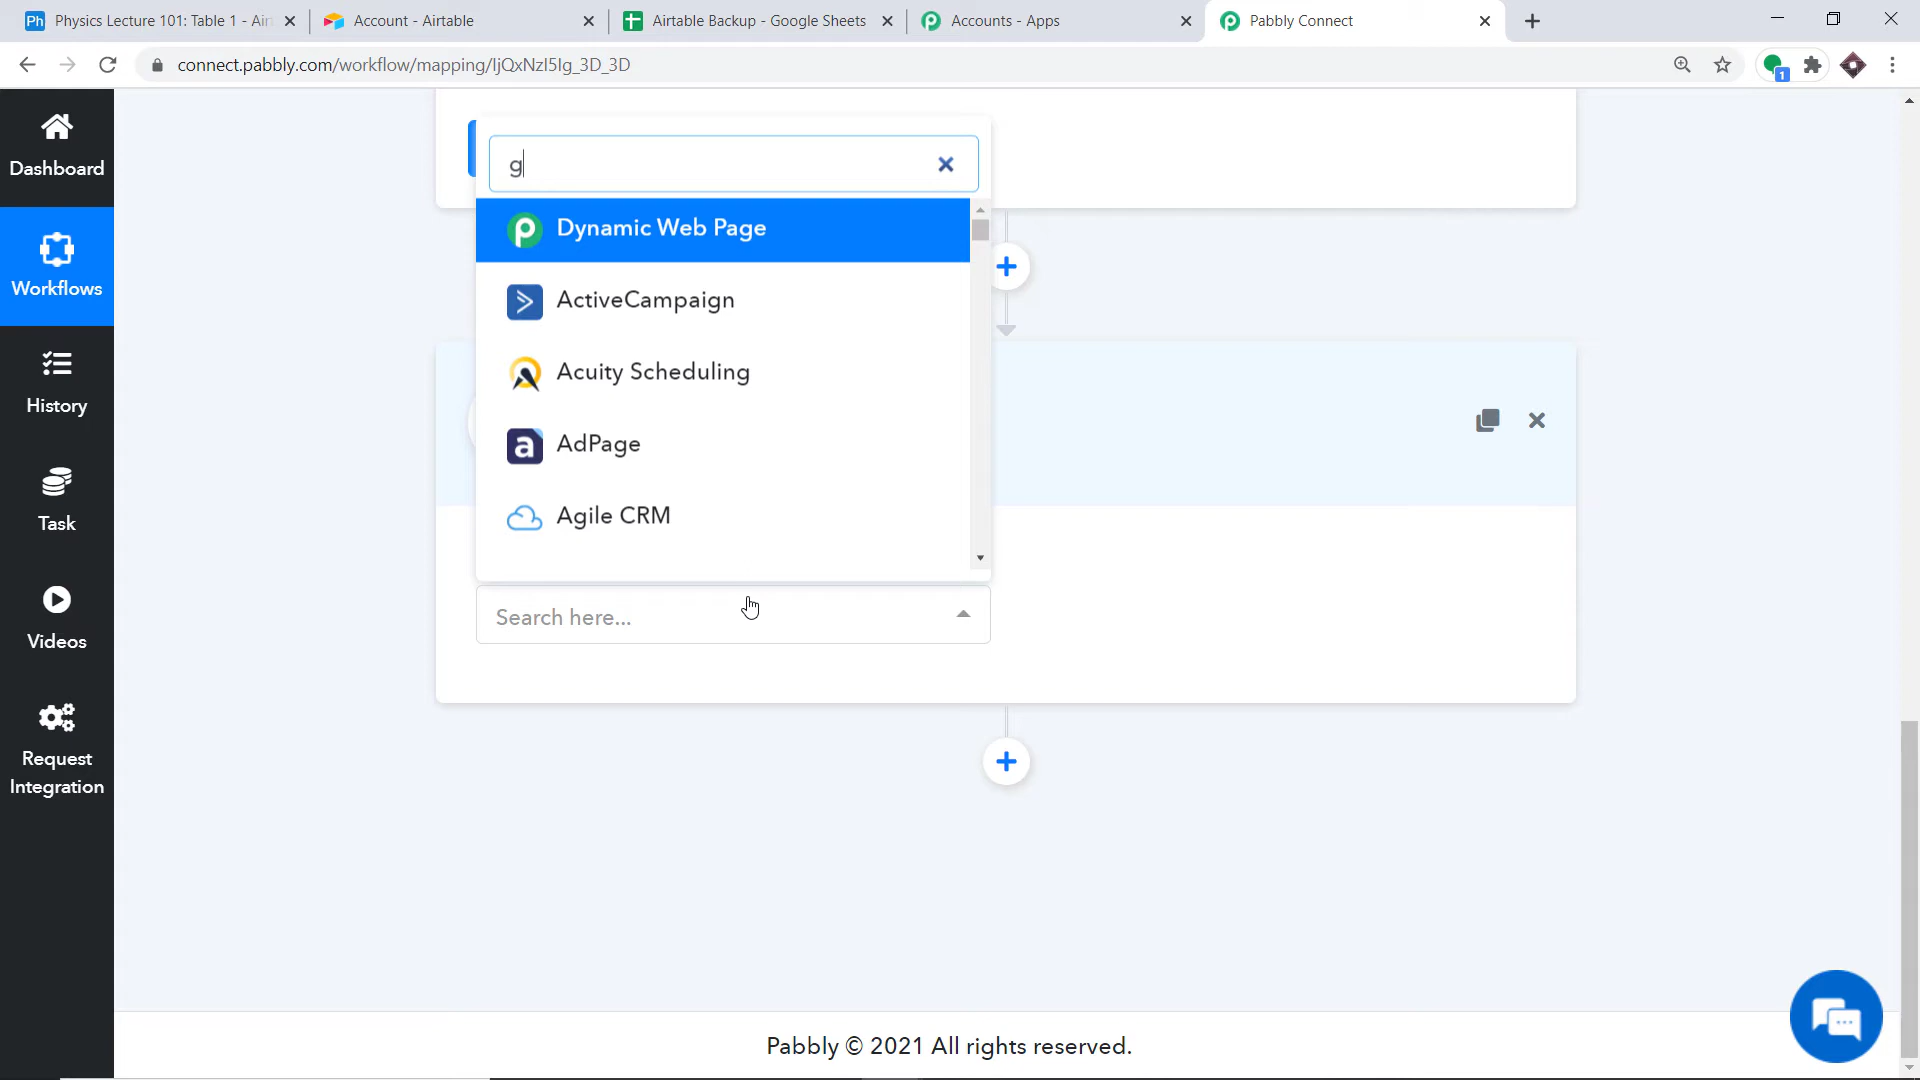 Ph Physics Lecture 101: Table 1 - Air
Account - Airtable
Airtable Backup - Google Sheets
Accounts - Apps
Pabbly Connect
connect.pabbly.com/workflow/mapping/IjQxNzI5Ig_3D_3D
1
Dashboard
Workflows
History
Task
Videos
Request
Integration
g
Dynamic Web Page
ActiveCampaign
Acuity Scheduling
AdPage
Agile CRM
Search here...
Pabbly © 2021 All rights reserved.